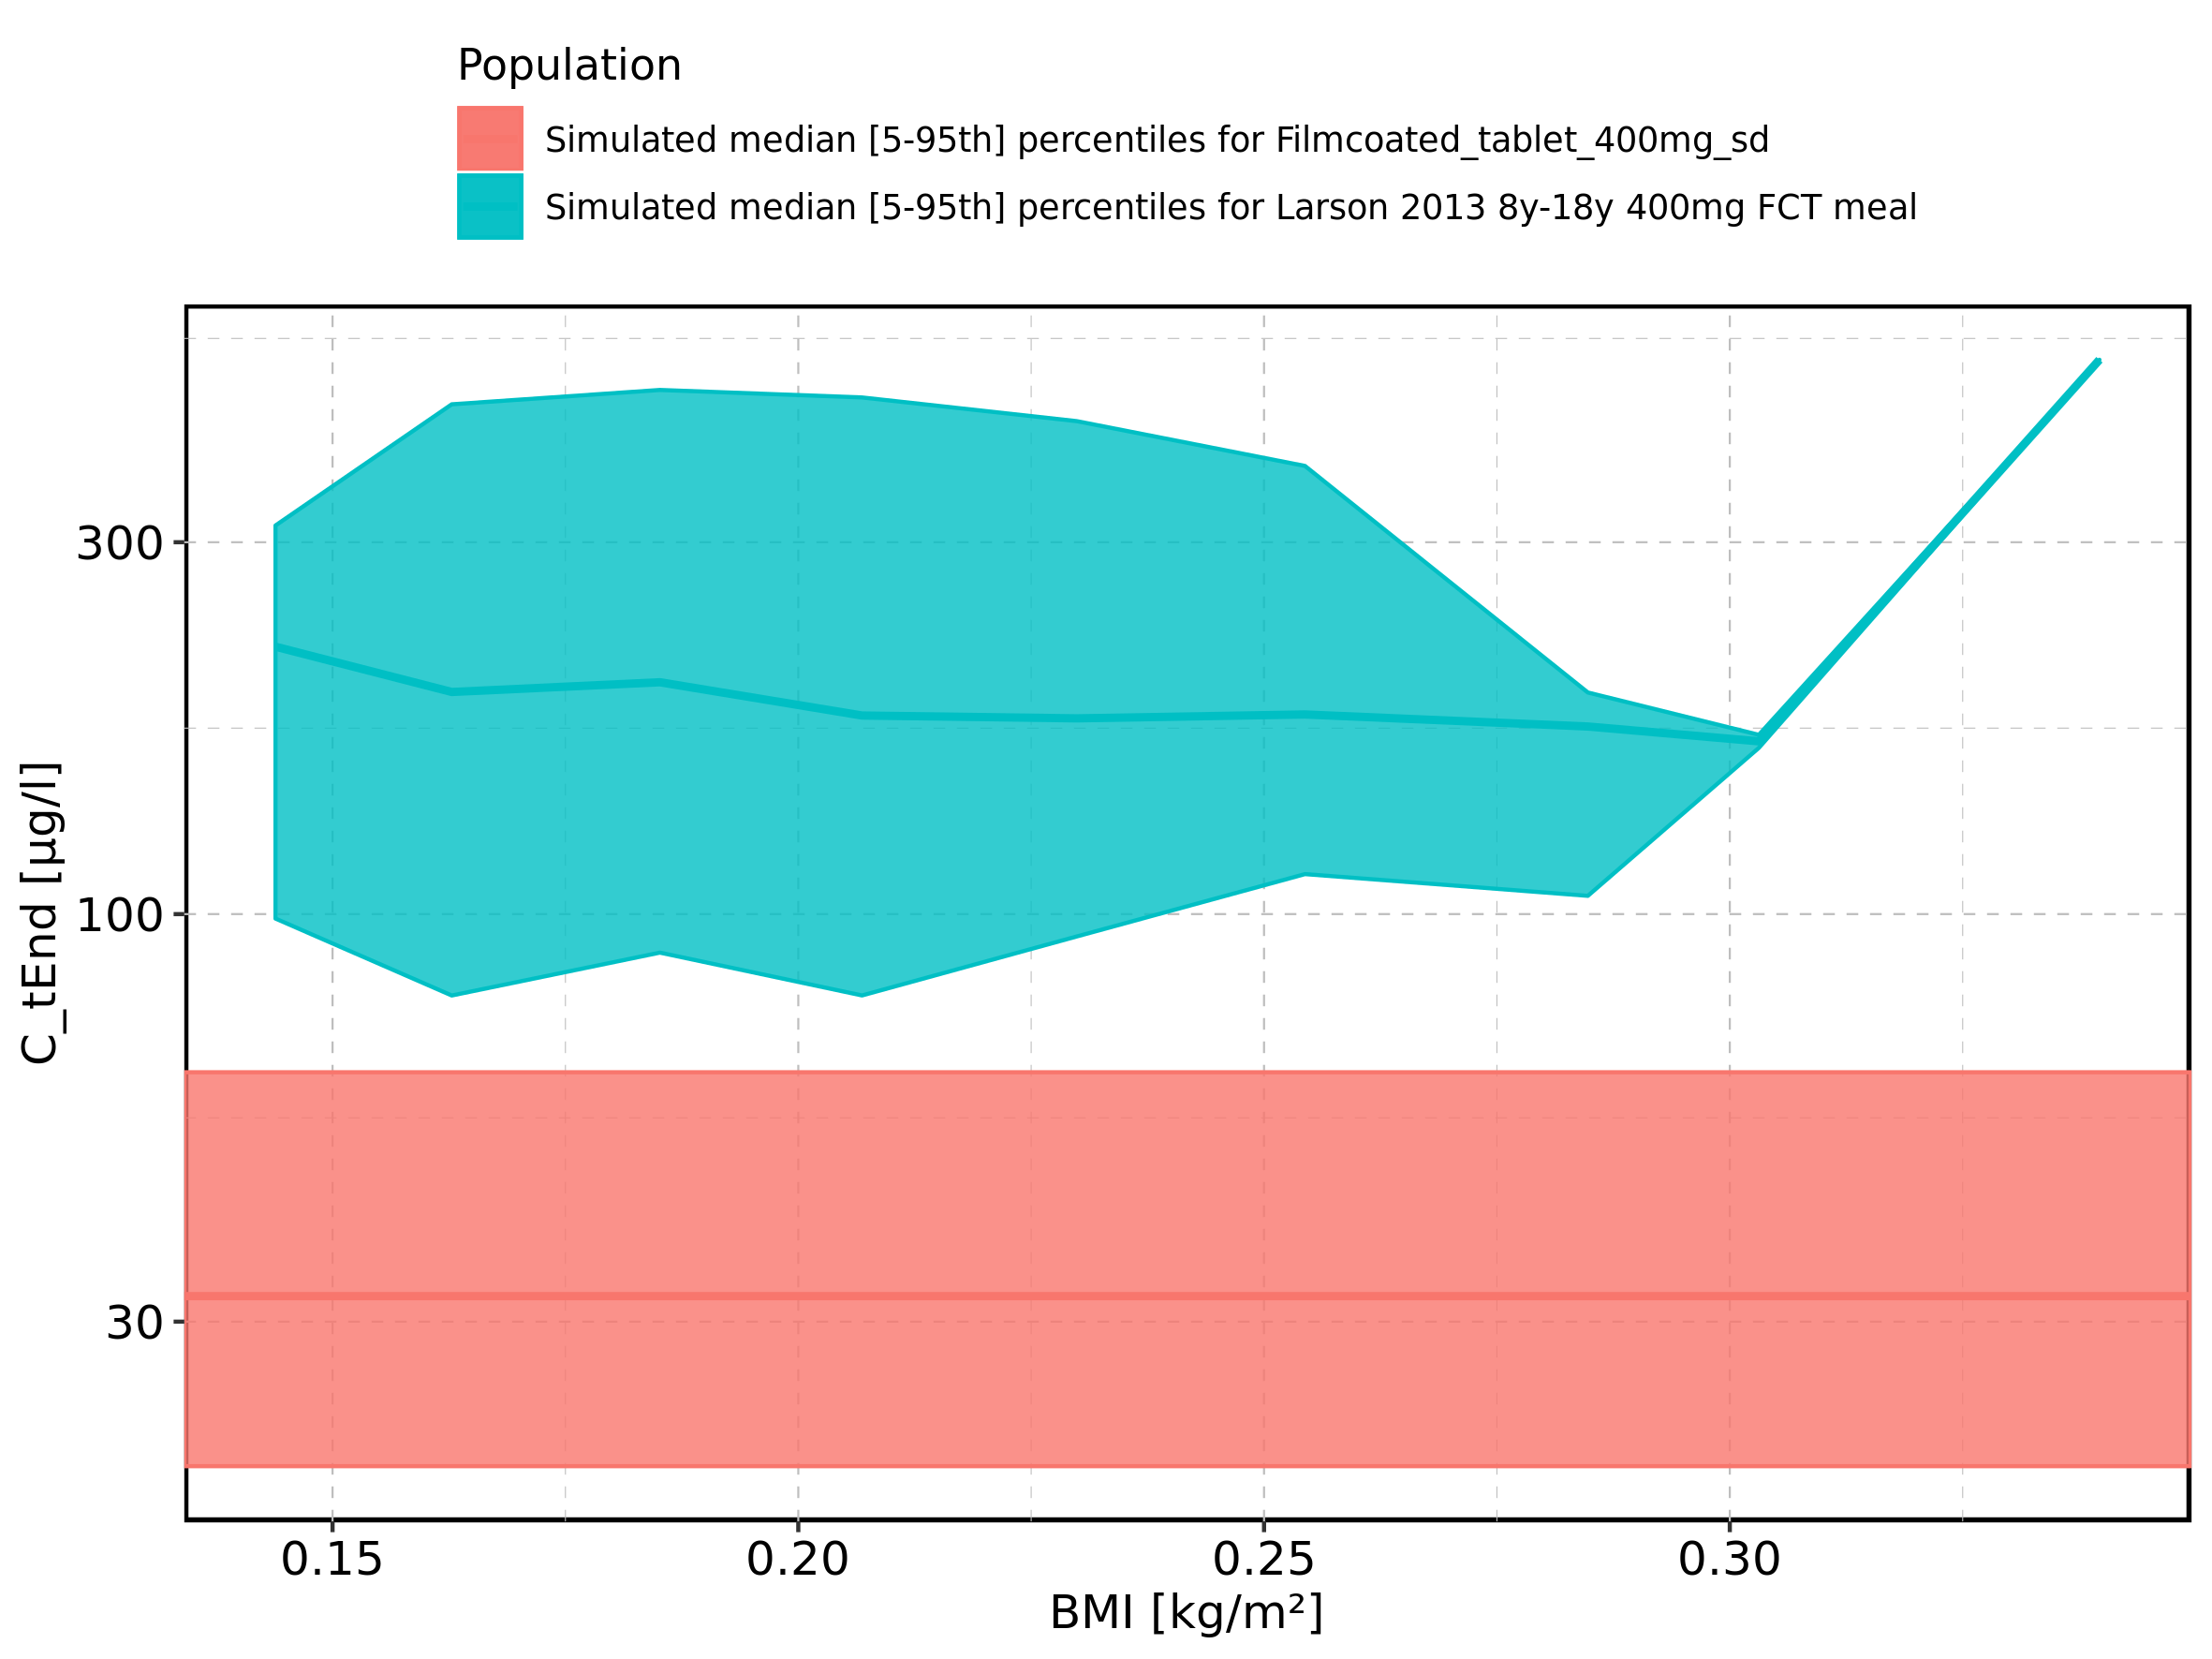 Population
Simulated median [5-95th] percentiles for Filmcoated_tablet_400mg_sd
Simulated median [5-95th] percentiles for Larson 2013 8y-18y 400mg FCT meal
C_tEnd [µg/l]
300
100
30
0.15 0.20 0.25 0.30
BMI [kg/m²]